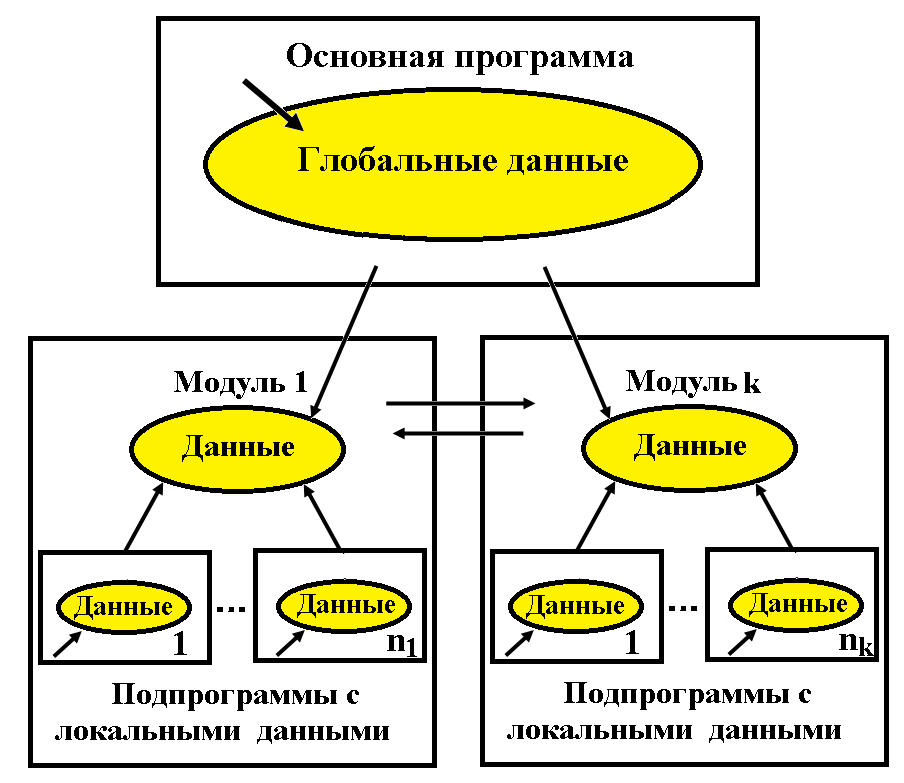 Основная программа
Глобальные данные
Модуль 1
Данные
Данные
1
...
Данные
n1
Подпрограммы с
локальными данными
Модуль k
Данные
Данные
1
...
Данные
nk
Подпрограммы с
локальными данными